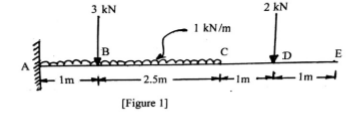 3 kN
2 kN
1 kN/m
A
B
C
D
E
1m
2.5m
1m
1m
[Figure 1]